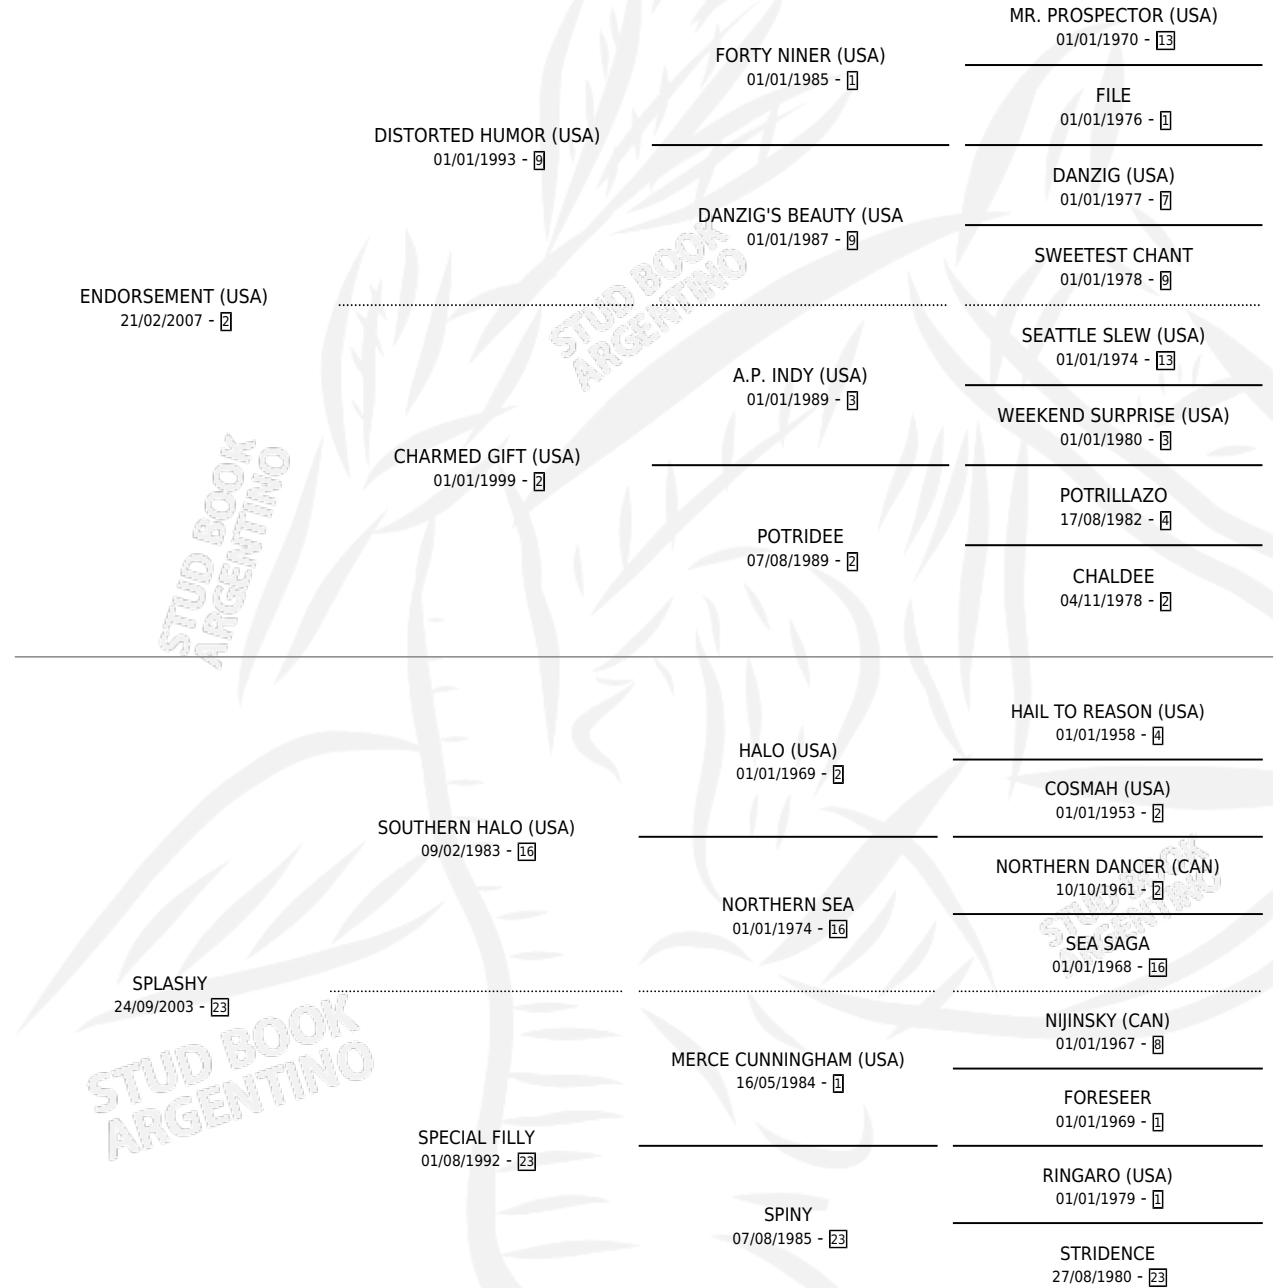 MR. PROSPECTOR (USA)
01/01/1970 - 13
FORTY NINER (USA)
01/01/1985 - 1
FILE
01/01/1976 - 1
DISTORTED HUMOR (USA)
01/01/1993 - 9
DANZIG (USA)
01/01/1977 - 7
DANZIG'S BEAUTY (USA
01/01/1987 - 9
SWEETEST CHANT
01/01/1978 - 9
ENDORSEMENT (USA)
21/02/2007 - 2
SEATTLE SLEW (USA)
01/01/1974 - 13
A.P. INDY (USA)
01/01/1989 - 3
WEEKEND SURPRISE (USA)
01/01/1980 - 3
CHARMED GIFT (USA)
01/01/1999 - 2
POTRILLAZO
17/08/1982 - 4
POTRIDEE
07/08/1989 - 2
CHALDEE
04/11/1978 - 2
STUD BOOK
ARGENTINO
STUD BOOK
ARGENTINO
HAIL TO REASON (USA)
01/01/1958 - 4
HALO (USA)
01/01/1969 - 2
COSMAH (USA)
01/01/1953 - 2
SOUTHERN HALO (USA)
09/02/1983 - 16
NORTHERN DANCER (CAN)
10/10/1961 - 2
NORTHERN SEA
01/01/1974 - 16
SEA SAGA
01/01/1968 - 16
STUD BOOK
ARGENTINO
SPLASHY
24/09/2003 - 23
NIJINSKY (CAN)
01/01/1967 - 8
MERCE CUNNINGHAM (USA)
16/05/1984 - 1
FORESEER
01/01/1969 - 1
STUD BOOK
ARGENTINO
SPECIAL FILLY
01/08/1992 - 23
RINGARO (USA)
01/01/1979 - 1
SPINY
07/08/1985 - 23
STRIDENCE
27/08/1980 - 23